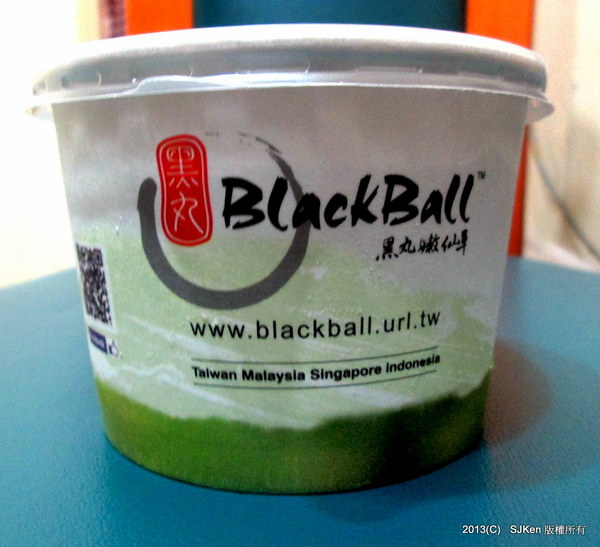 黑丸
BlackBall™
黑丸嫩仙草
www.blackball.url.tw
Taiwan Malaysia Singapore Indonesia
2013(C) SJKen 版權所有